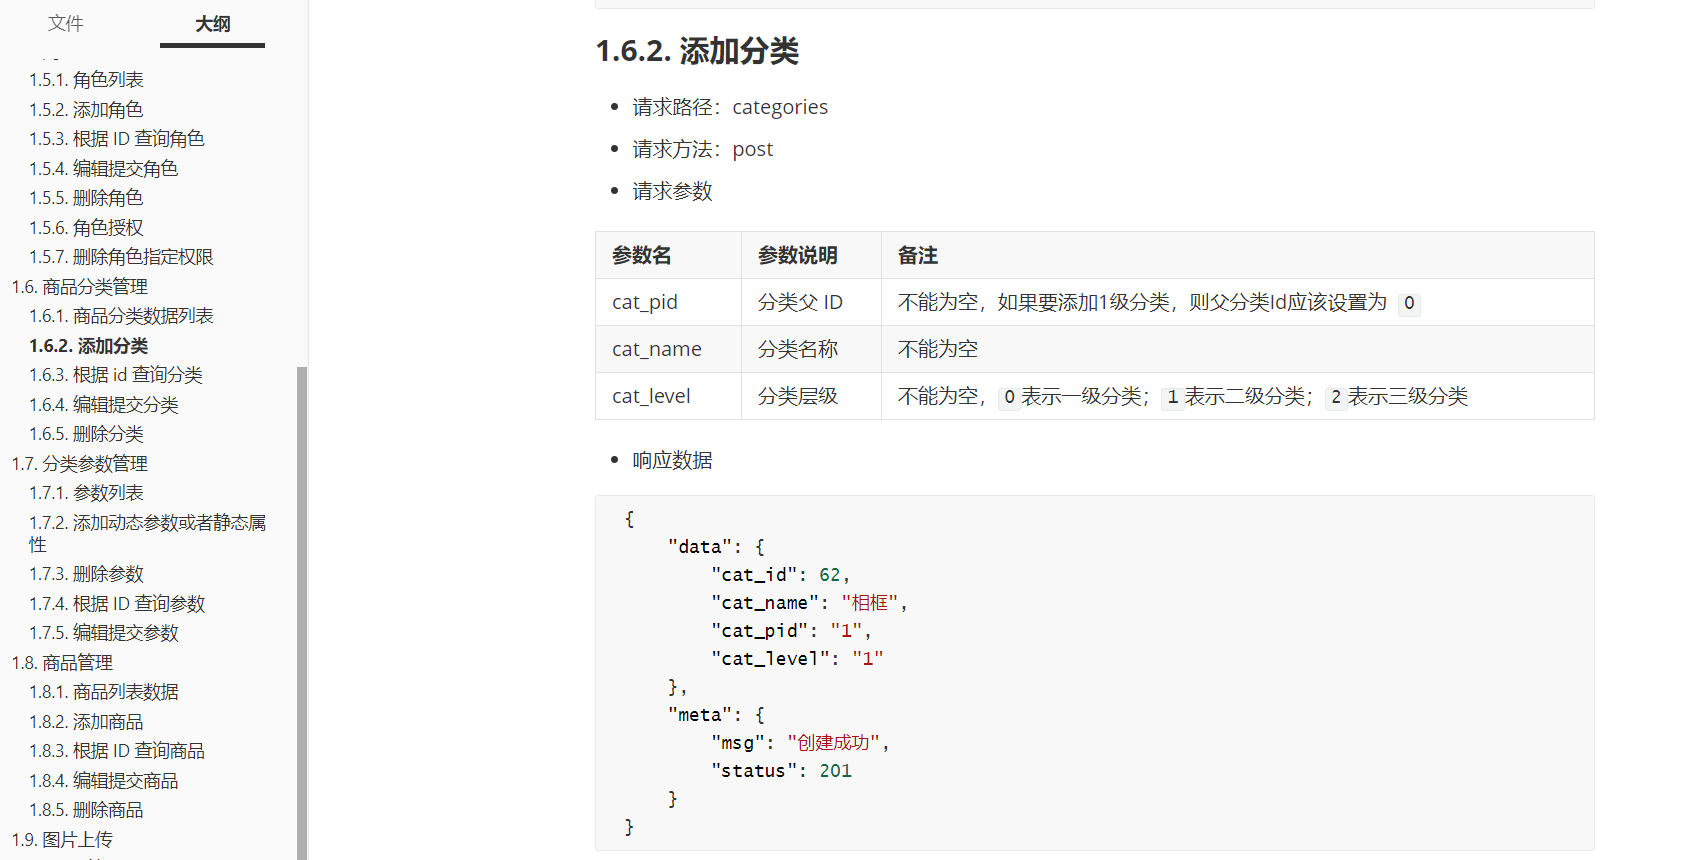 文件
大纲
1.5.1. 角色列表
1.5.2. 添加角色
1.5.3. 根据 ID 查询角色
1.5.4. 编辑提交角色
1.5.5. 删除角色
1.5.6. 角色授权
1.5.7. 删除角色指定权限
1.6. 商品分类管理
1.6.1. 商品分类数据列表
1.6.2. 添加分类
1.6.3. 根据 id 查询分类
1.6.4. 编辑提交分类
1.6.5. 删除分类
1.7. 分类参数管理
1.7.1. 参数列表
1.7.2. 添加动态参数或者静态属
性
1.7.3. 删除参数
1.7.4. 根据 ID 查询参数
1.7.5. 编辑提交参数
1.8. 商品管理
1.8.1. 商品列表数据
1.8.2. 添加商品
1.8.3. 根据 ID 查询商品
1.8.4. 编辑提交商品
1.8.5. 删除商品
1.9. 图片上传
1.6.2. 添加分类
• 请求路径：categories
• 请求方法：post
• 请求参数
参数名 参数说明 备注
cat_pid 分类父 ID 不能为空，如果要添加1级分类，则父分类Id应该设置为 0
cat_name 分类名称 不能为空
cat_level 分类层级 不能为空，0表示一级分类；1表示二级分类；2表示三级分类
• 响应数据
{
"data": {
"cat_id": 62,
"cat_name": "相框",
"cat_pid": "1",
"cat_level": "1"
},
"meta": {
"msg": "创建成功",
"status": 201
}
}